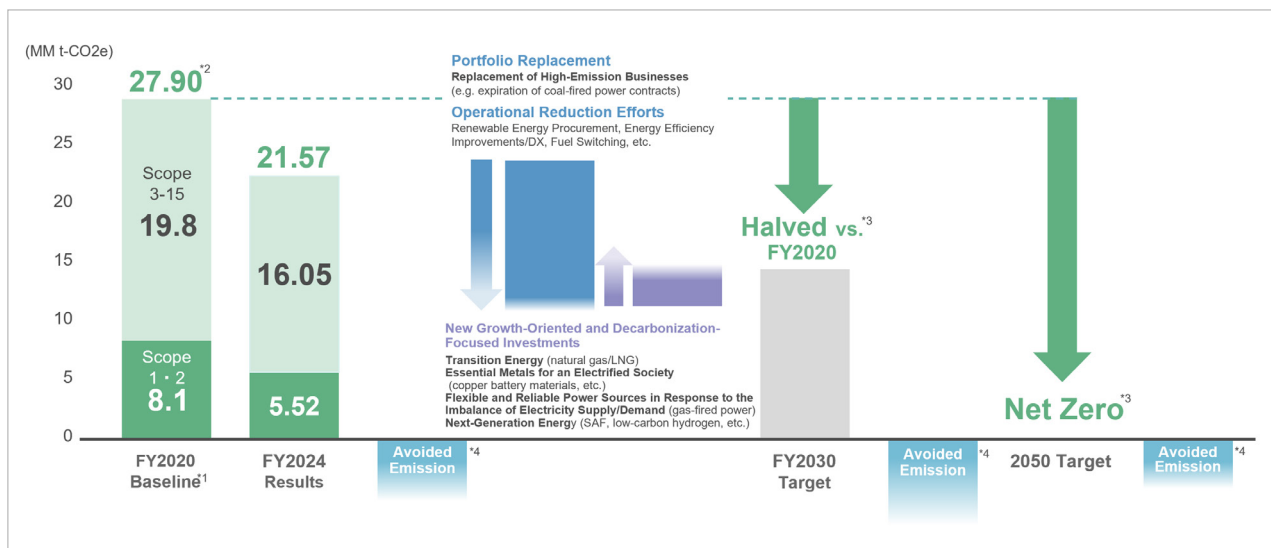 (MM t-CO2e)
30
25
20
15
10
5
0
27.90*2
Scope
3-15
19.8
Scope
1・2
8.1
FY2020
Baseline*1
21.57
16.05
5.52
FY2024
Results
Avoided
Emission
*4
Portfolio Replacement
Replacement of High-Emission Businesses
(e.g. expiration of coal-fired power contracts)
Operational Reduction Efforts
Renewable Energy Procurement, Energy Efficiency
Improvements/DX, Fuel Switching, etc.
New Growth-Oriented and Decarbonization-
Focused Investments
Transition Energy (natural gas/LNG)
Essential Metals for an Electrified Society
(copper battery materials, etc.)
Flexible and Reliable Power Sources in Response to the
Imbalance of Electricity Supply/Demand (gas-fired power)
Next-Generation Energy (SAF, low-carbon hydrogen, etc.)
Halved vs.*3
FY2020
FY2030
Target
Avoided
Emission
*4
Net Zero*3
2050 Target
Avoided
Emission
*4